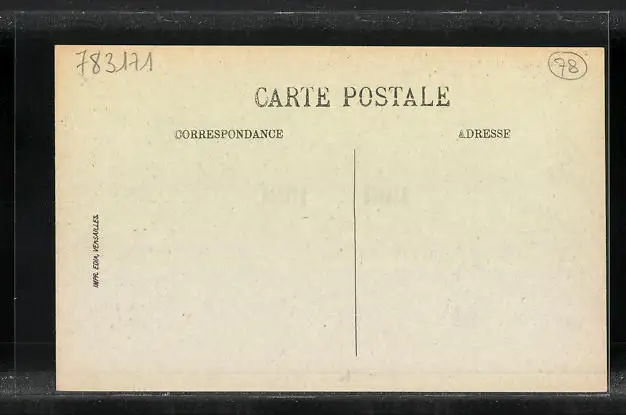 783171
78
CARTE POSTALE
CORRESPONDANCE
ADRESSE
IMPR. EDIA, VERSAILLES.